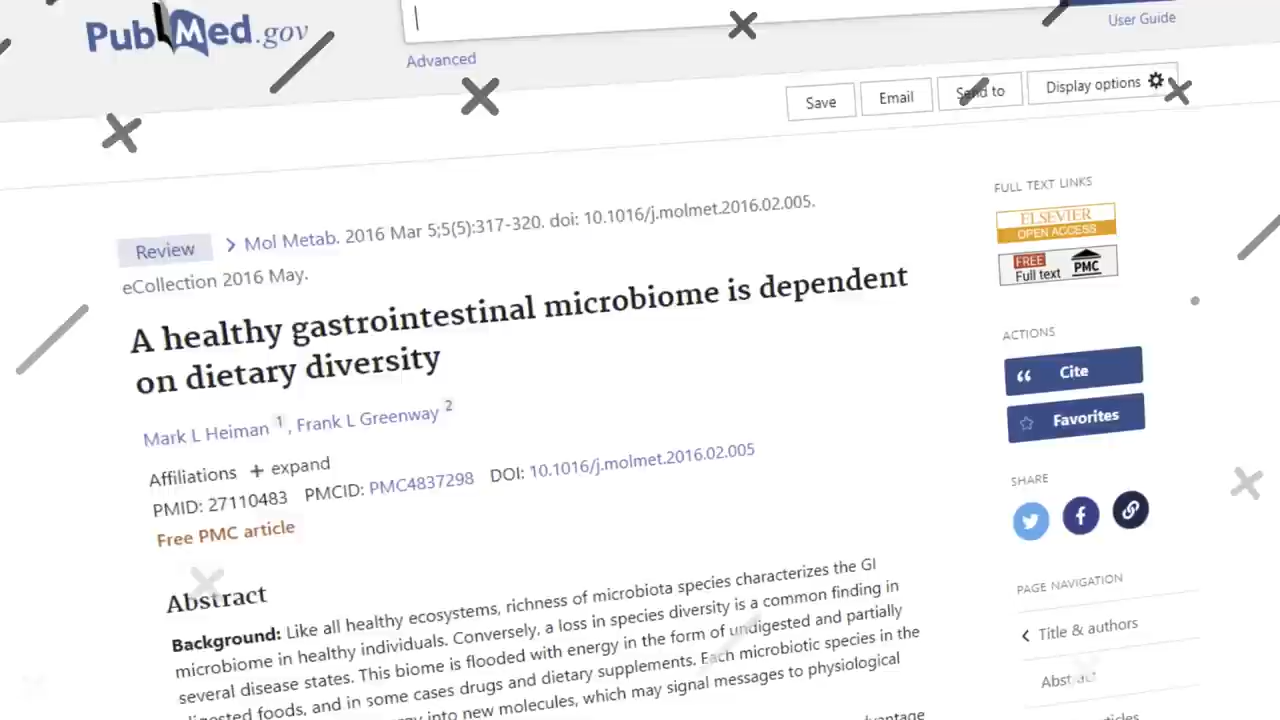 PubMed.gov
User Guide
Advanced
Save
Email
Send to
Display options
FULL TEXT LINKS
Review
Mol Metab. 2016 Mar 5;5(5):317-320. doi: 10.1016/j.molmet.2016.02.005.
eCollection 2016 May.
ELSEVIER
OPEN ACCESS
FREE
Full text
PMC
A healthy gastrointestinal microbiome is dependent
on dietary diversity
ACTIONS
Cite
Favorites
Mark L Heiman 1, Frank L Greenway 2
Affiliations + expand
PMID: 27110483 PMCID: PMC4837298 DOI: 10.1016/j.molmet.2016.02.005
Free PMC article
SHARE
Abstract
Background: Like all healthy ecosystems, richness of microbiota species characterizes the GI
microbiome in healthy individuals. Conversely, a loss in species diversity is a common finding in
several disease states. This biome is flooded with energy in the form of undigested and partially
digested foods, and in some cases drugs and dietary supplements. Each microbiotic species in the
into new molecules, which may signal messages to physiological
PAGE NAVIGATION
Title & authors
Abstract